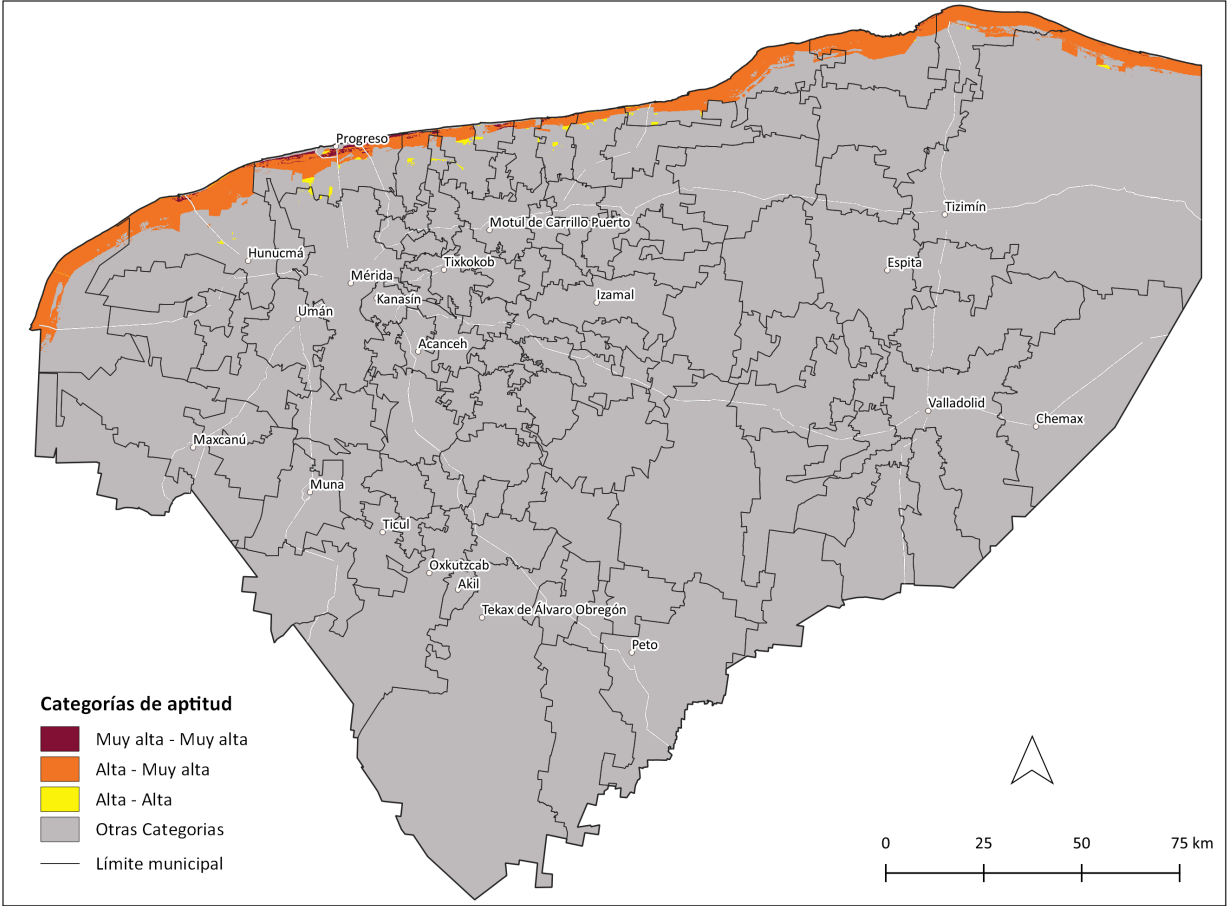 Progreso
Motul de Carrillo Puerto
Tizimín
Hunucmá
Tixkokob
Espita
Mérida
Kanasín
Izamal
Umán
Acanceh
Valladolid
Chemax
Maxcanú
Muna
Ticul
Oxkutzcab
Akil
Tekax de Álvaro Obregón
Peto
Categorías de aptitud
Muy alta - Muy alta
Alta - Muy alta
Alta - Alta
Otras Categorias
Límite municipal
0 25 50 75 km